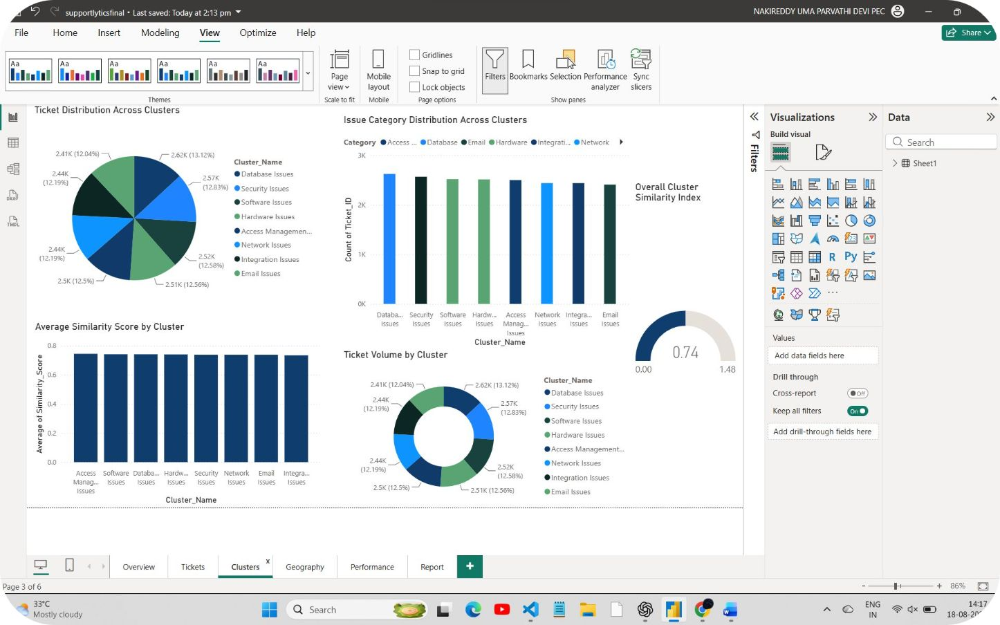 supportlyticsfinal • Last saved: Today at 2:13 pm
NAKIREDDY UMA PARVATHI DEVI PEC
File Home Insert Modeling View Optimize Help
Share
Aa Aa Aa Aa Aa Aa
Themes
Page view
Scale to fit
Mobile layout
Mobile
Gridlines
Snap to grid
Lock objects
Page options
Filters
Bookmarks
Selection
Performance analyzer
Sync slicers
Show panes
Ticket Distribution Across Clusters
2.41K (12.04%)
2.62K (13.12%)
2.44K
(12.19%)
2.57K
(12.83%)
2.44K
(12.19%)
2.52K
(12.58%)
2.5K (12.5%)
2.51K (12.56%)
Cluster_Name
Database Issues
Security Issues
Software Issues
Hardware Issues
Access Managemen...
Network Issues
Integration Issues
Email Issues
Issue Category Distribution Across Clusters
Category Access ... Database Email Hardware Integrati... Network
Count of Ticket_ID
3K
2K
1K
0K
Databa... Issues
Security Issues
Software Issues
Hardw... Issues
Access Manag... Issues
Network Issues
Integra... Issues
Email Issues
Cluster_Name
Overall Cluster
Similarity Index
0.74
0.00
1.48
Average Similarity Score by Cluster
Average of Similarity_Score
0.8
0.6
0.4
0.2
0.0
Access Manag... Issues
Software Issues
Databa... Issues
Hardw... Issues
Security Issues
Network Issues
Email Issues
Integra... Issues
Cluster_Name
Ticket Volume by Cluster
2.41K (12.04%)
2.62K (13.12%)
2.44K
(12.19%)
2.57K
(12.83%)
2.44K
(12.19%)
2.52K
(12.58%)
2.5K (12.5%)
2.51K (12.56%)
Cluster_Name
Database Issues
Security Issues
Software Issues
Hardware Issues
Access Management...
Network Issues
Integration Issues
Email Issues
Filters
Visualizations
Build visual
R
Py
123
Values
Add data fields here
Drill through
Cross-report
Off
Keep all filters
On
Add drill-through fields here
Data
Search
Sheet1
DAX
TMDL
Overview Tickets Clusters x Geography Performance Report +
Page 3 of 6
- + 86%
33°C
Mostly cloudy
Search
ENG
IN
14:17